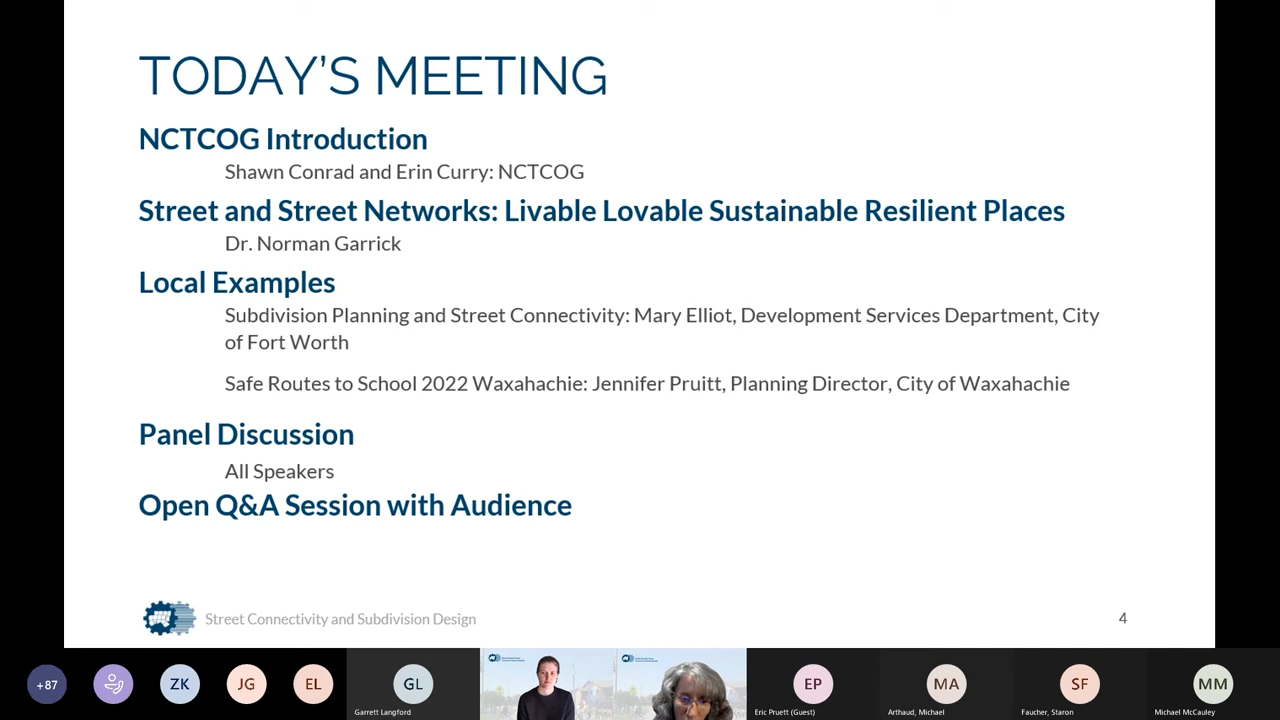 TODAY'S MEETING
NCTCOG Introduction
Shawn Conrad and Erin Curry: NCTCOG
Street and Street Networks: Livable Lovable Sustainable Resilient Places
Dr. Norman Garrick
Local Examples
Subdivision Planning and Street Connectivity: Mary Elliot, Development Services Department, City
of Fort Worth
Safe Routes to School 2022 Waxahachie: Jennifer Pruitt, Planning Director, City of Waxahachie
Panel Discussion
All Speakers
Open Q&A Session with Audience
Street Connectivity and Subdivision Design
4
+87
ZK
JG
EL
GL
Garrett Langford
EP
Eric Pruett (Guest)
MA
Arthaud, Michael
SF
Faucher, Staron
MM
Michael McCauley